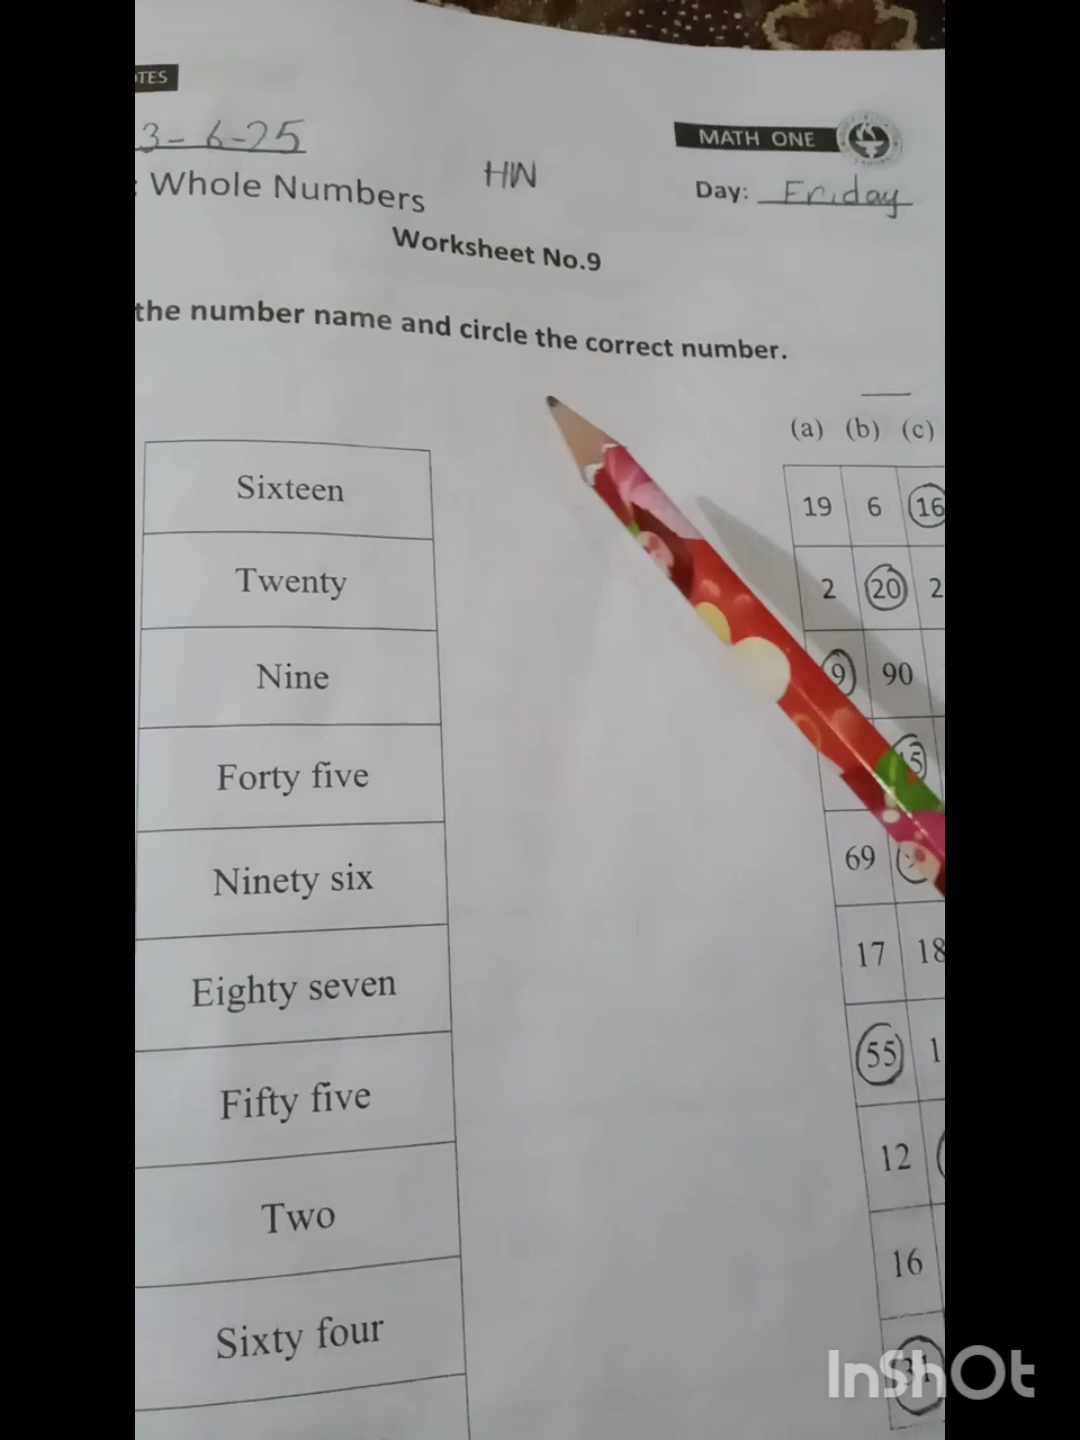 TES
3-6-25
MATH ONE
HW
: Whole Numbers
Day: Friday
Worksheet No.9
the number name and circle the correct number.
(a) (b) (c)
Sixteen
19 6 16
Twenty
2 20 2
Nine
9 90
Forty five
5
Ninety six
69
Eighty seven
17 18
Fifty five
55 1
Two
12
Sixty four
16
31
InShOt